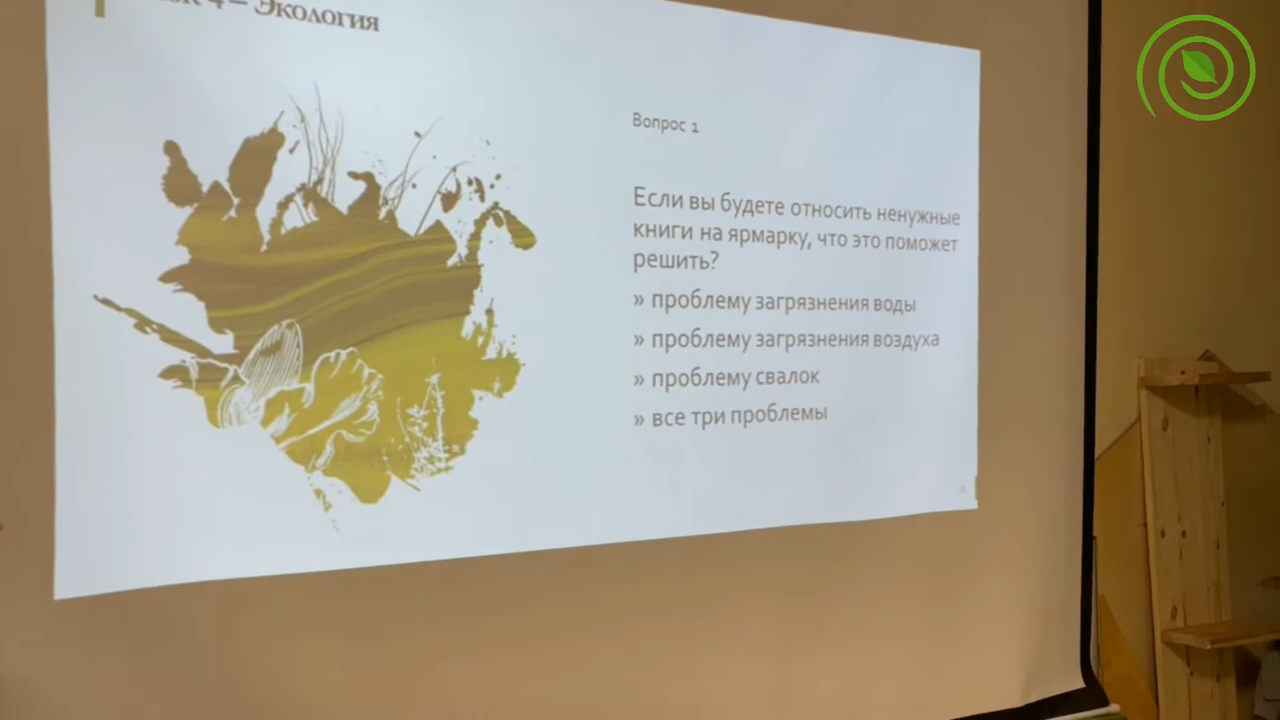 4 – Экология
Вопрос 1
Если вы будете относить ненужные
книги на ярмарку, что это поможет
решить?
» проблему загрязнения воды
» проблему загрязнения воздуха
» проблему свалок
» все три проблемы